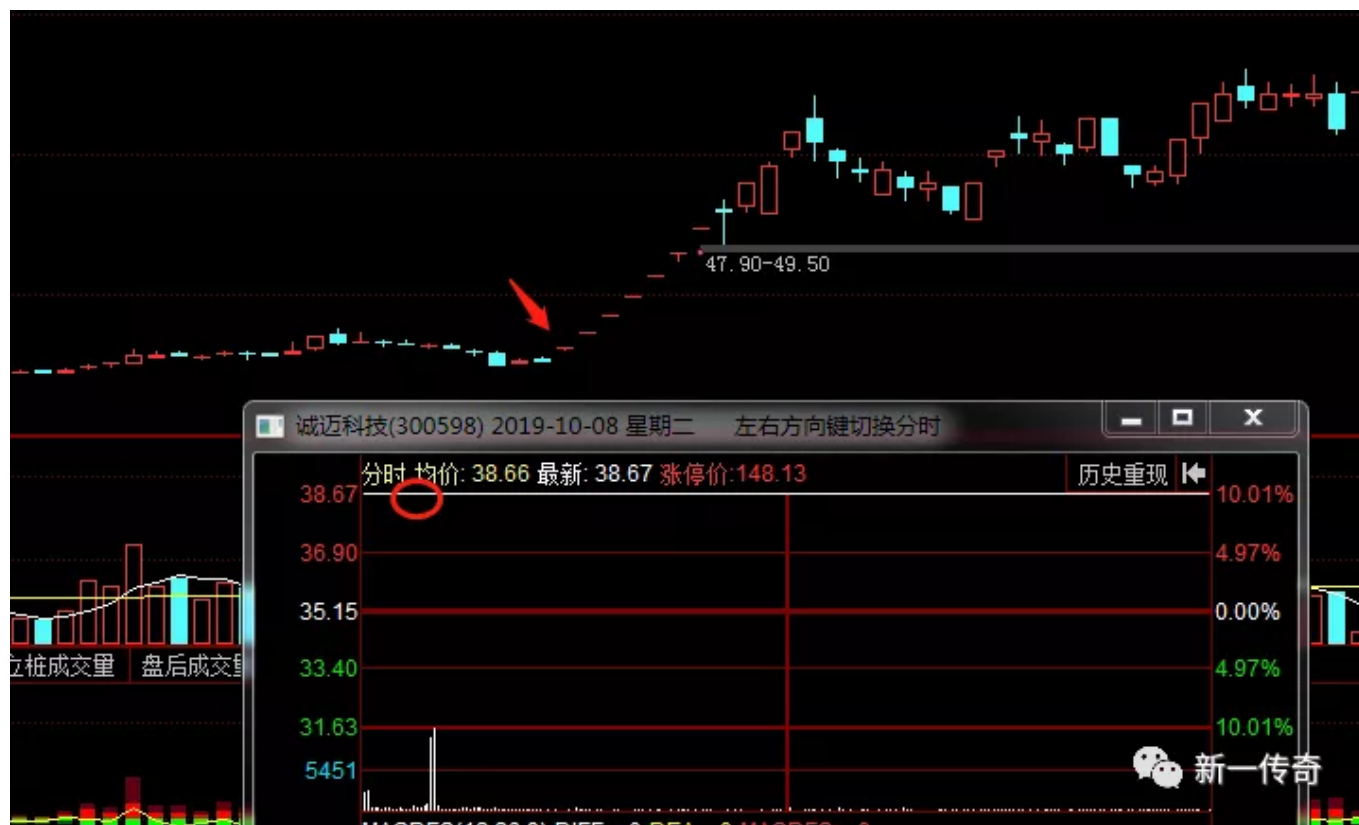 47.90-49.50
诚迈科技(300598) 2019-10-08 星期二 左右方向键切换分时
分时 均价: 38.66 最新: 38.67 涨停价:148.13 历史重现
38.67 10.01%
36.90 4.97%
35.15 0.00%
33.40 4.97%
31.63 10.01%
5451
立桩成交量 盘后成交量
新一传奇